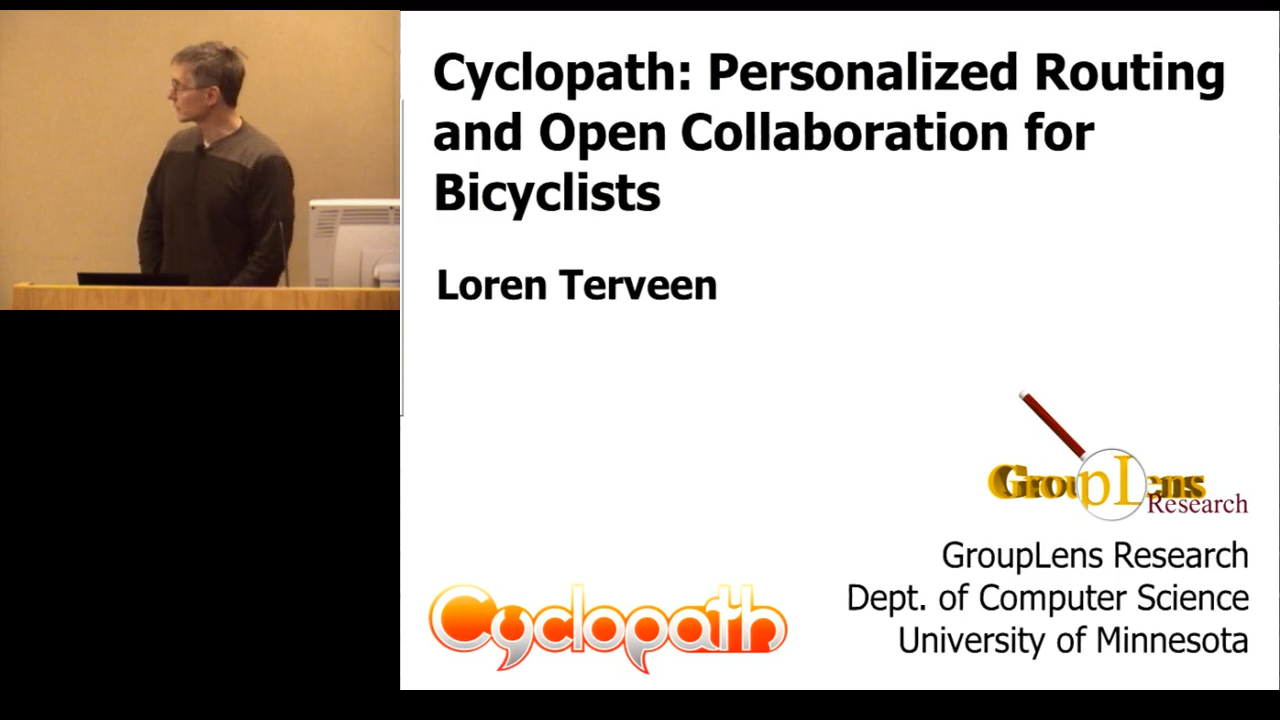 Cyclopath: Personalized Routing
and Open Collaboration for
Bicyclists
Loren Terveen
GroupLens
Research
GroupLens Research
Dept. of Computer Science
University of Minnesota
Cyclopath